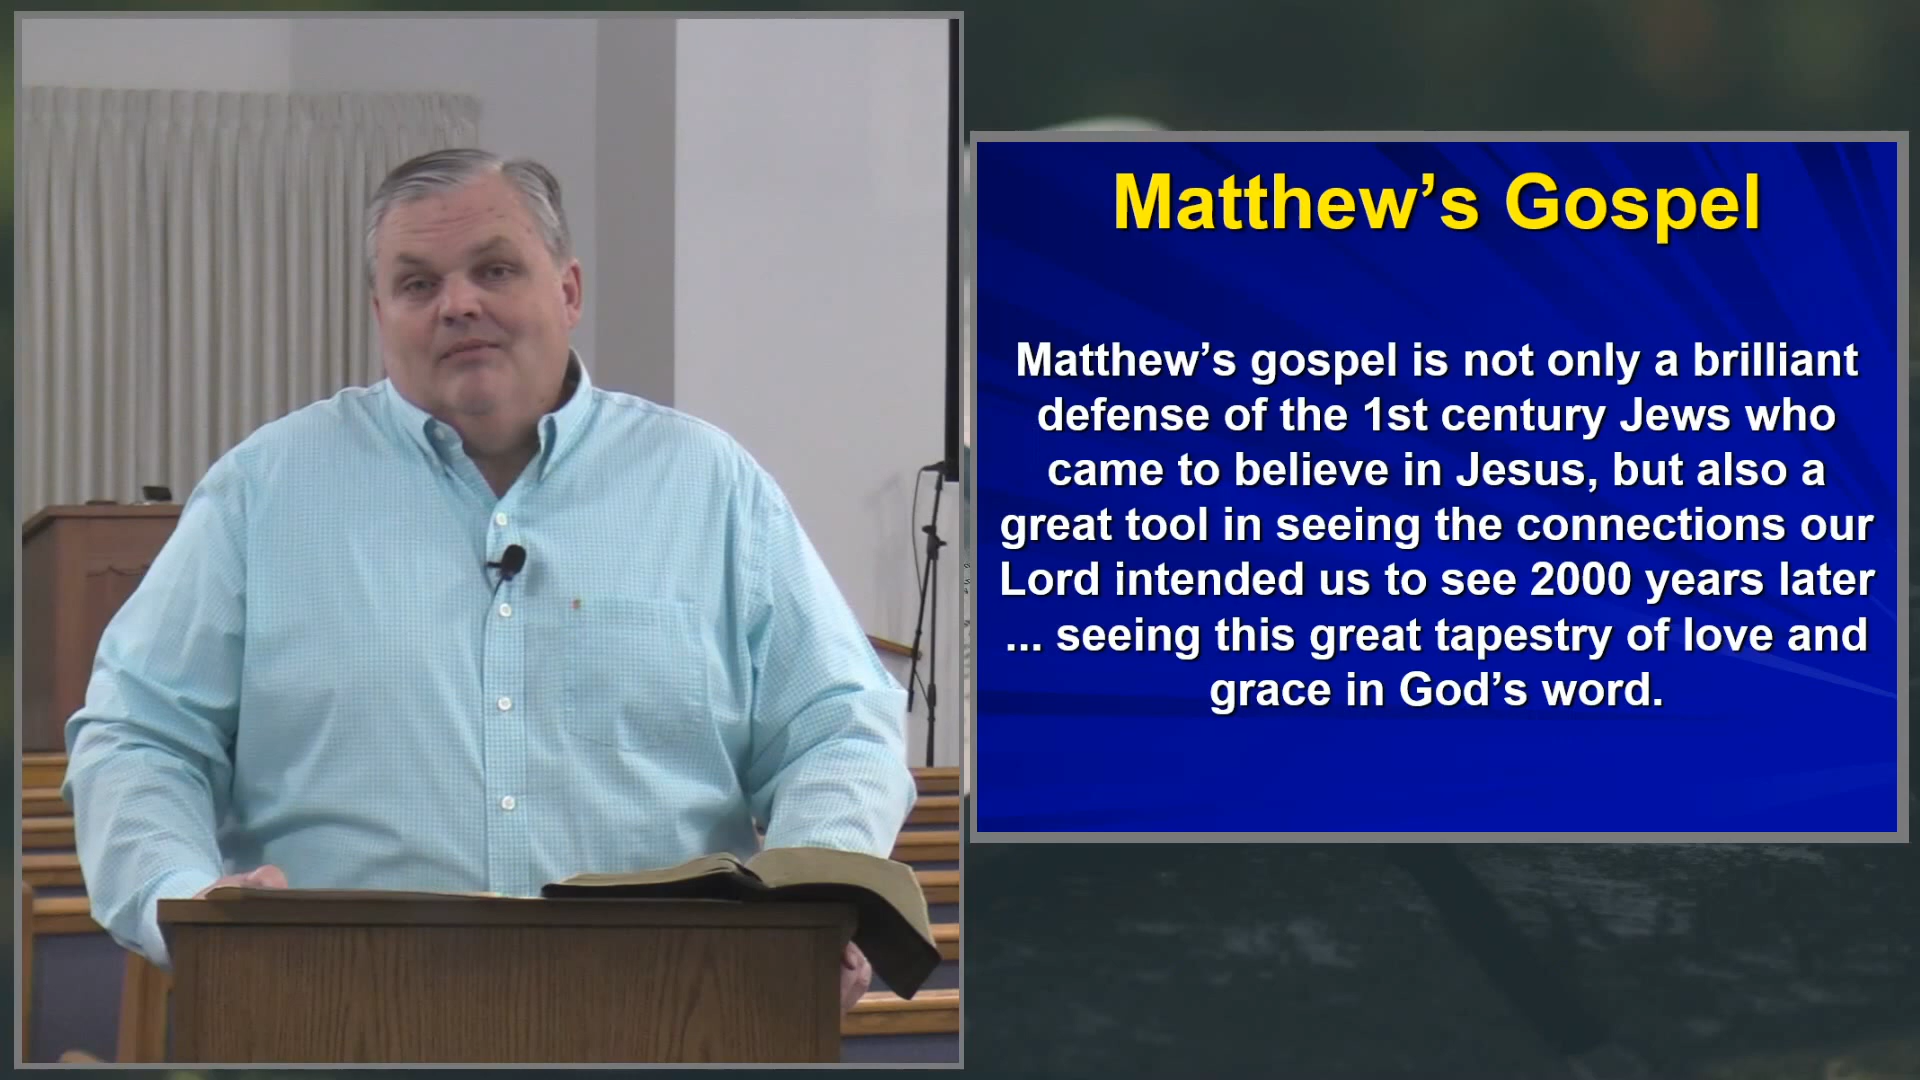 Matthew’s Gospel
Matthew’s gospel is not only a brilliant
defense of the 1st century Jews who
came to believe in Jesus, but also a
great tool in seeing the connections our
Lord intended us to see 2000 years later
... seeing this great tapestry of love and
grace in God’s word.